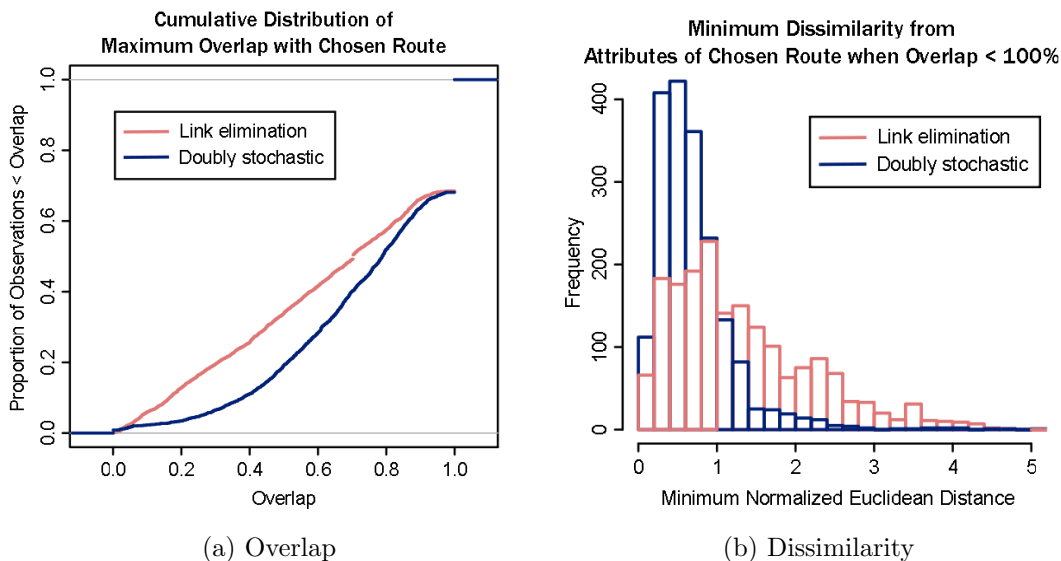 Cumulative Distribution of
Maximum Overlap with Chosen Route
Proportion of Observations < Overlap
1.0
0.8
0.6
0.4
0.2
0.0
Link elimination
Doubly stochastic
0.0 0.2 0.4 0.6 0.8 1.0
Overlap
(a) Overlap
Minimum Dissimilarity from
Attributes of Chosen Route when Overlap < 100%
Frequency
400
300
200
100
0
Link elimination
Doubly stochastic
0 1 2 3 4 5
Minimum Normalized Euclidean Distance
(b) Dissimilarity